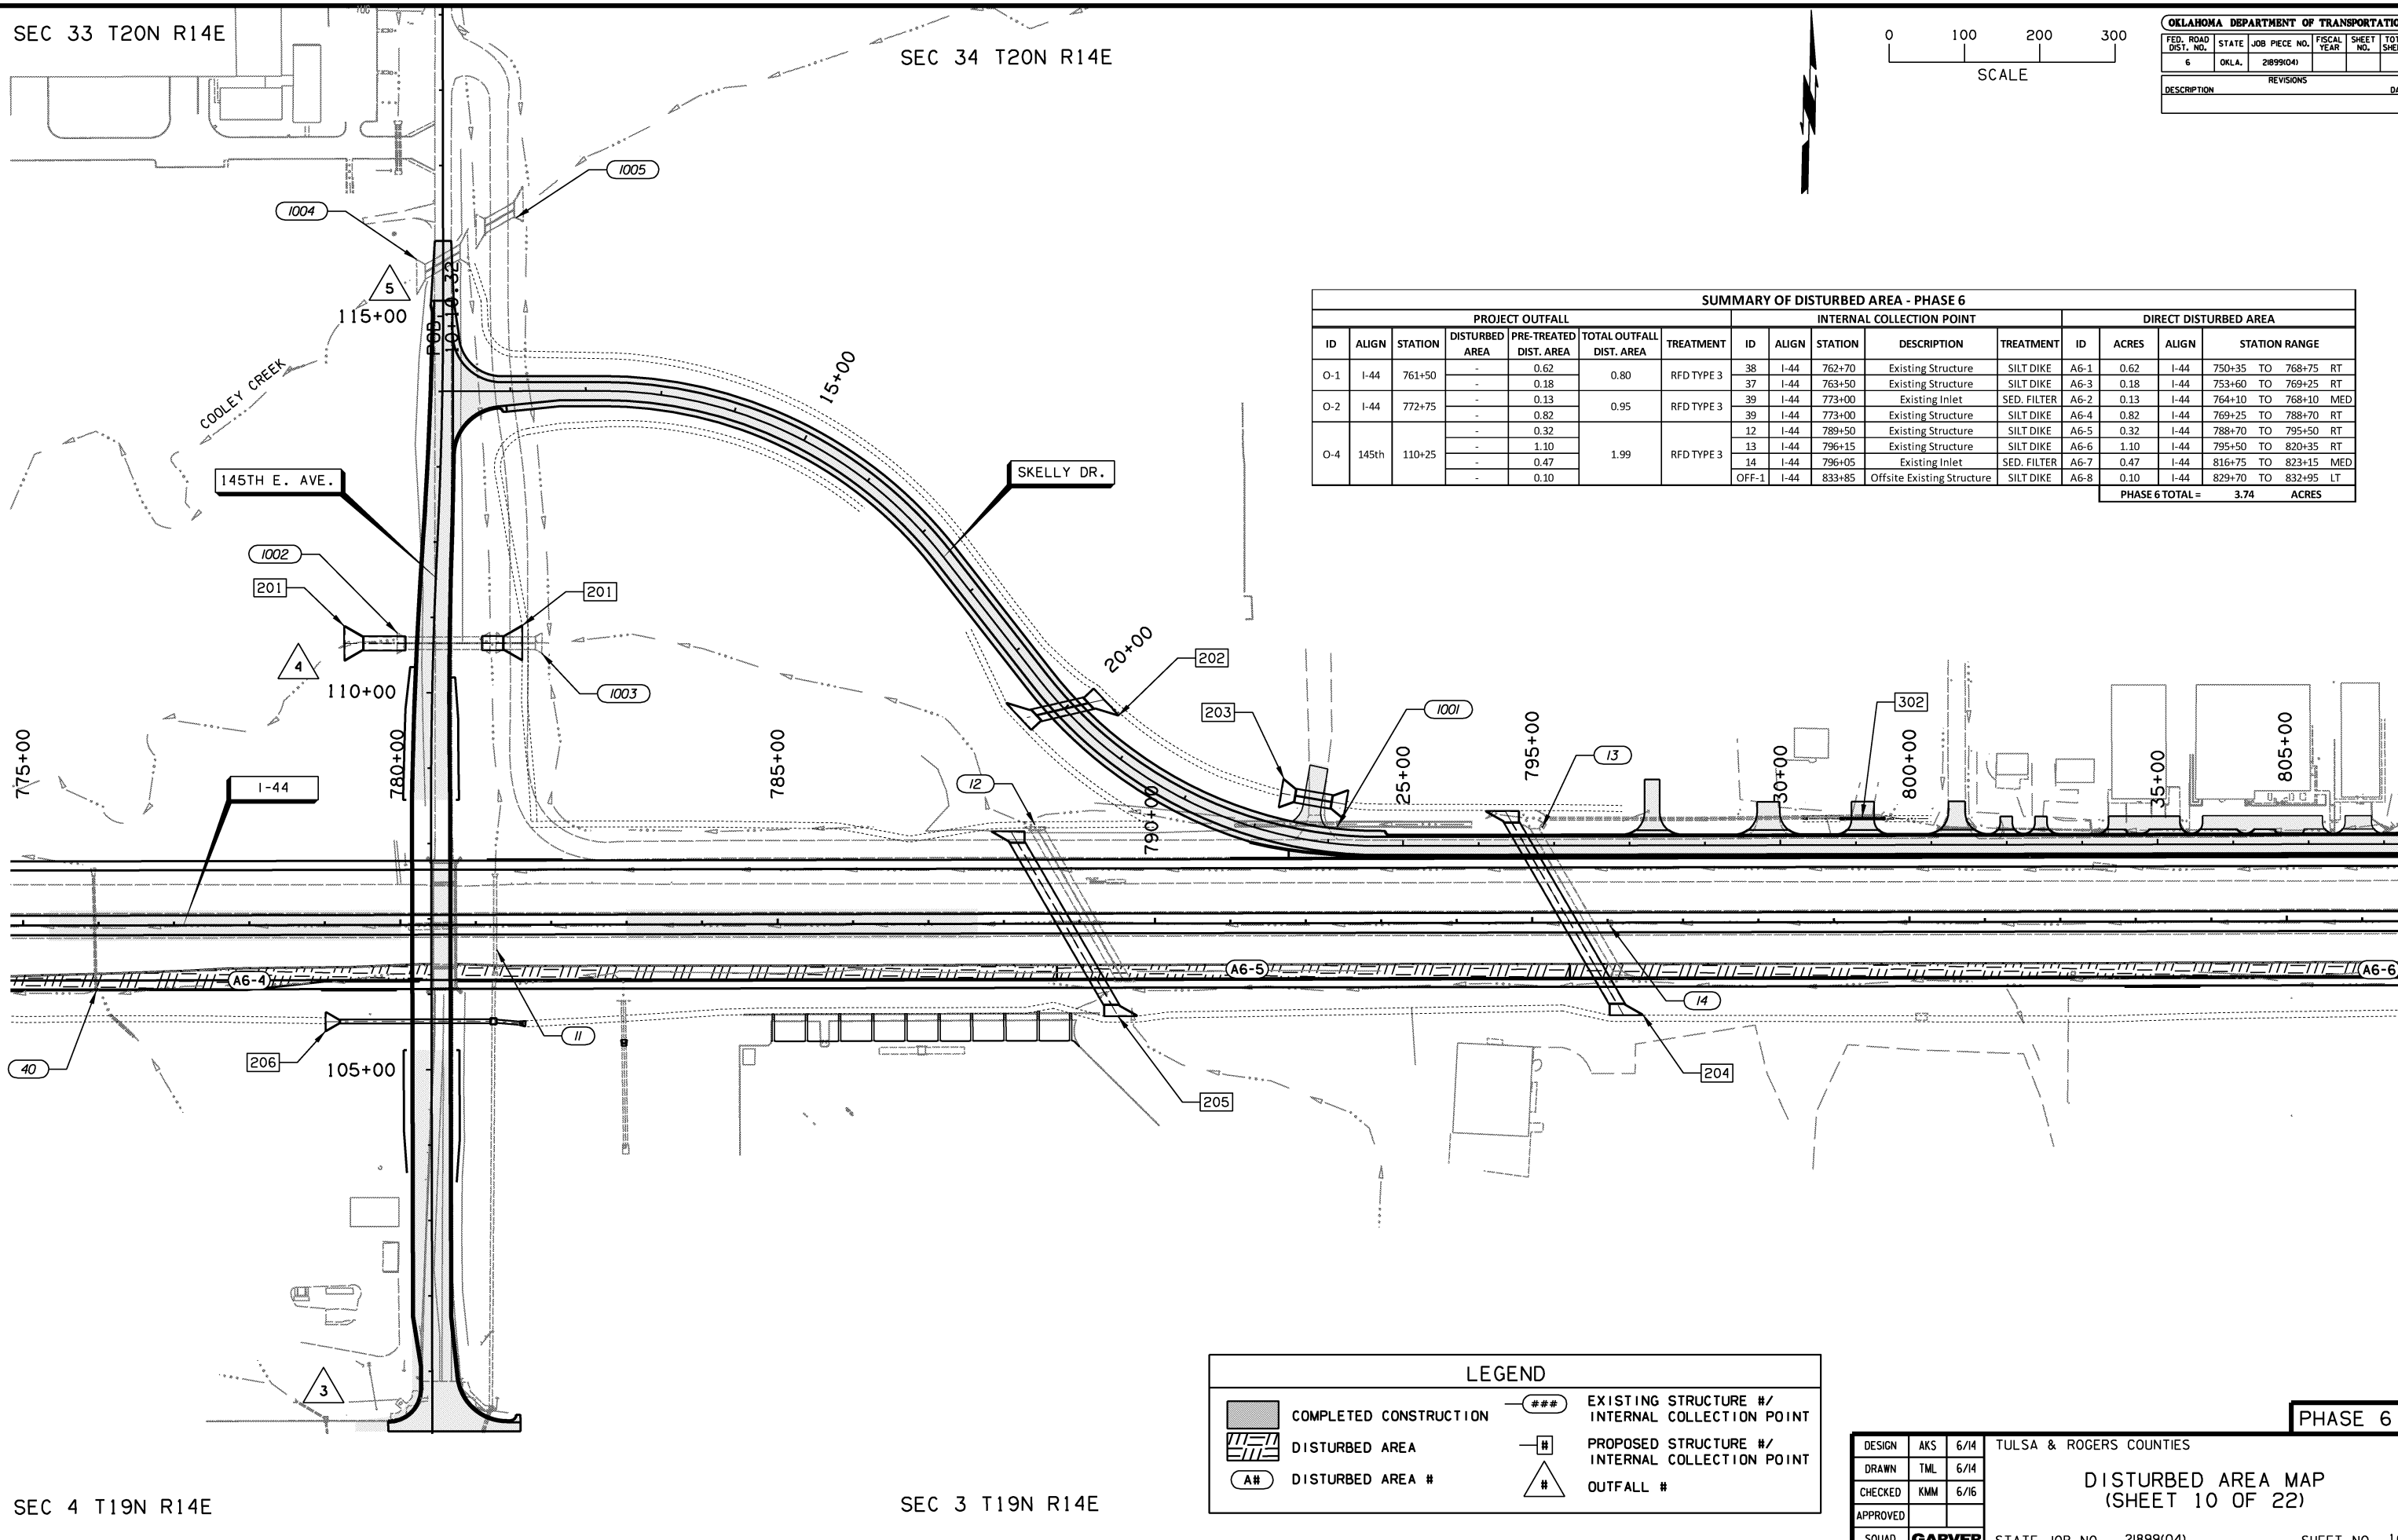 SEC 33 T20N R14E
SEC 34 T20N R14E
0 100 200 300
SCALE
OKLAHOMA DEPARTMENT OF
FED. ROAD DIST. NO. STATE JOB PIECE NO. FISCAL YEAR SHEET NO.
6 OKLA. 21899(04)
REVISIONS
DESCRIPTION
1005
1004
5
115+00
POB
10+10.32
COOLEY CREEK
15+00
145TH E. AVE.
SKELLY DR.
SUMMARY OF DISTURBED AREA - PHASE 6
PROJECT OUTFALL INTERNAL COLLECTION POINT DIRECT DISTURBED AREA
ID ALIGN STATION DISTURBED AREA PRE-TREATED DIST. AREA TOTAL OUTFALL DIST. AREA TREATMENT ID ALIGN STATION DESCRIPTION TREATMENT ID ACRES ALIGN STATION RANGE
O-1 I-44 761+50 - 0.62 0.80 RFD TYPE 3 38 I-44 762+70 Existing Structure SILT DIKE A6-1 0.62 I-44 750+35 TO 768+75 RT
- 0.18 37 I-44 763+50 Existing Structure SILT DIKE A6-3 0.18 I-44 753+60 TO 769+25 RT
O-2 I-44 772+75 - 0.13 0.95 RFD TYPE 3 39 I-44 773+00 Existing Inlet SED. FILTER A6-2 0.13 I-44 764+10 TO 768+10 MED
- 0.82 39 I-44 773+00 Existing Structure SILT DIKE A6-4 0.82 I-44 769+25 TO 788+70 RT
O-4 145th 110+25 - 0.32 1.99 RFD TYPE 3 12 I-44 789+50 Existing Structure SILT DIKE A6-5 0.32 I-44 788+70 TO 795+50 RT
- 1.10 13 I-44 796+15 Existing Structure SILT DIKE A6-6 1.10 I-44 795+50 TO 820+35 RT
- 0.47 14 I-44 796+05 Existing Inlet SED. FILTER A6-7 0.47 I-44 816+75 TO 823+15 MED
- 0.10 OFF-1 I-44 833+85 Offsite Existing Structure SILT DIKE A6-8 0.10 I-44 829+70 TO 832+95 LT
PHASE 6 TOTAL = 3.74 ACRES
1002
201
201
4
110+00
1003
20+00
202
203
1001
302
13
12
775+00
780+00
785+00
790+00
25+00
795+00
30+00
800+00
35+00
805+00
I-44
A6-4
A6-5
A6-6
14
11
40
206
105+00
205
204
3
LEGEND
COMPLETED CONSTRUCTION
DISTURBED AREA
A# DISTURBED AREA #
### EXISTING STRUCTURE #/
INTERNAL COLLECTION POINT
# PROPOSED STRUCTURE #/
INTERNAL COLLECTION POINT
# OUTFALL #
PHASE 6
DESIGN AKS 6/14
DRAWN TML 6/14
CHECKED KMM 6/16
APPROVED
SQUAD GARVER
TULSA & ROGERS COUNTIES
DISTURBED AREA MAP
(SHEET 10 OF 22)
STATE JOB NO. 21899(04) SHEET NO.
SEC 4 T19N R14E
SEC 3 T19N R14E